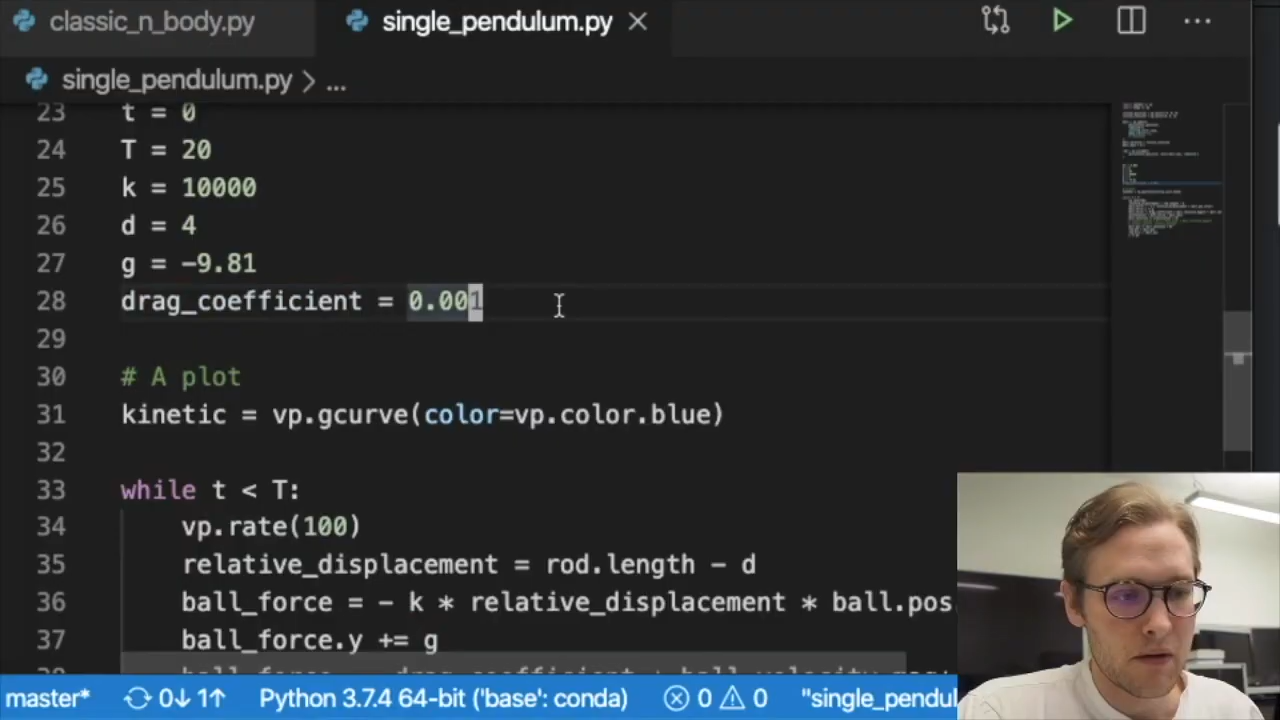 classic_n_body.py single_pendulum.py
single_pendulum.py > ...
23 t = 0
24 T = 20
25 k = 10000
26 d = 4
27 g = -9.81
28 drag_coefficient = 0.001
29
30 # A plot
31 kinetic = vp.gcurve(color=vp.color.blue)
32
33 while t < T:
34 vp.rate(100)
35 relative_displacement = rod.length - d
36 ball_force = - k * relative_displacement * ball.pos.
37 ball_force.y += g
master* 0↓ 1↑ Python 3.7.4 64-bit ('base': conda) 0 0 "single_pendul